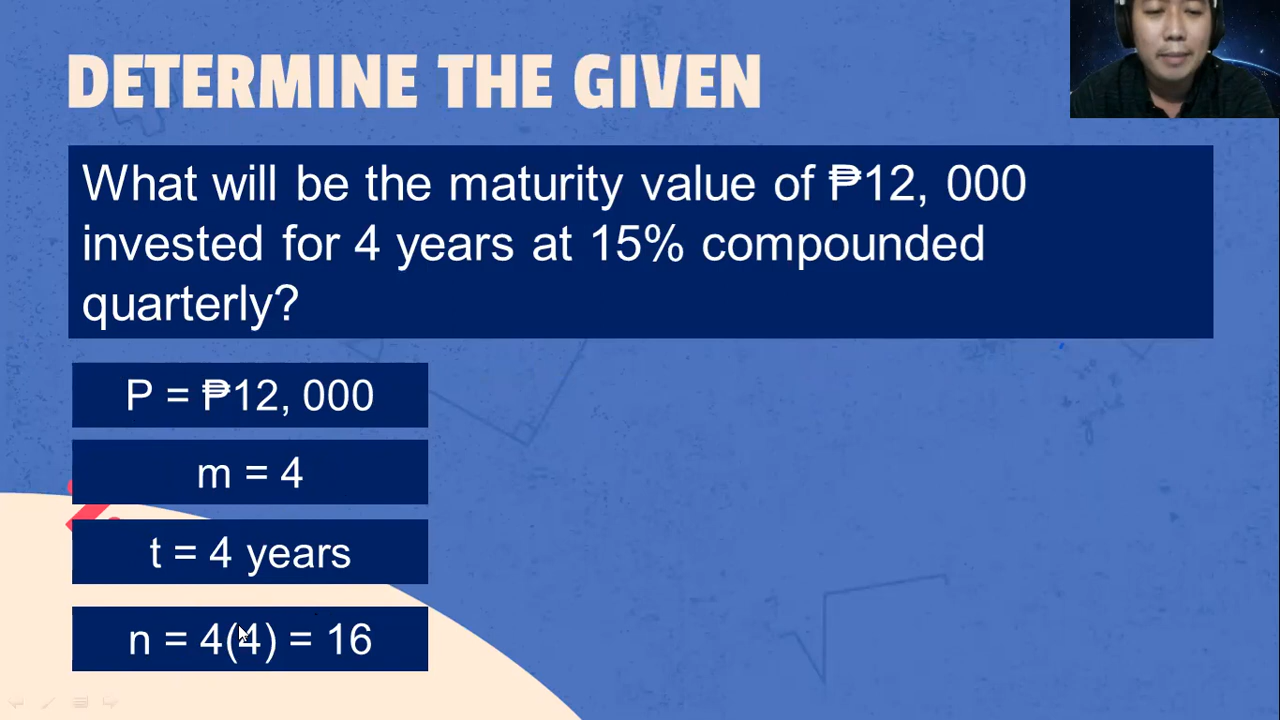 DETERMINE THE GIVEN
What will be the maturity value of ₱12, 000
invested for 4 years at 15% compounded
quarterly?
P = ₱12, 000
m = 4
t = 4 years
n = 4(4) = 16